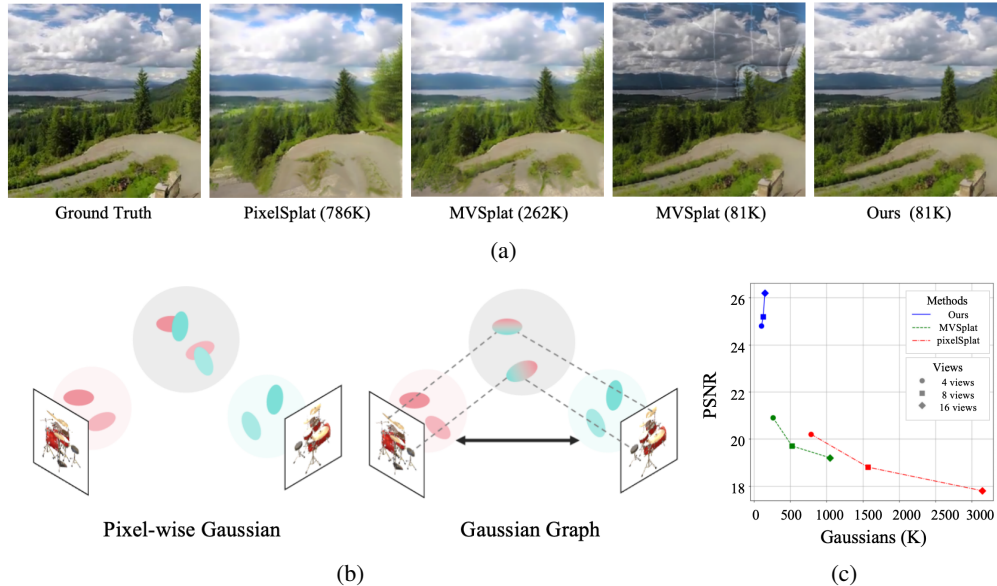 Ground Truth
PixelSplat (786K)
MVSplat (262K)
MVSplat (81K)
Ours (81K)
(a)
Pixel-wise Gaussian
Gaussian Graph
(b)
PSNR
26
24
22
20
18
0
500
1000
1500
2000
2500
3000
Gaussians (K)
Methods
Ours
MVSplat
pixelSplat
Views
4 views
8 views
16 views
(c)